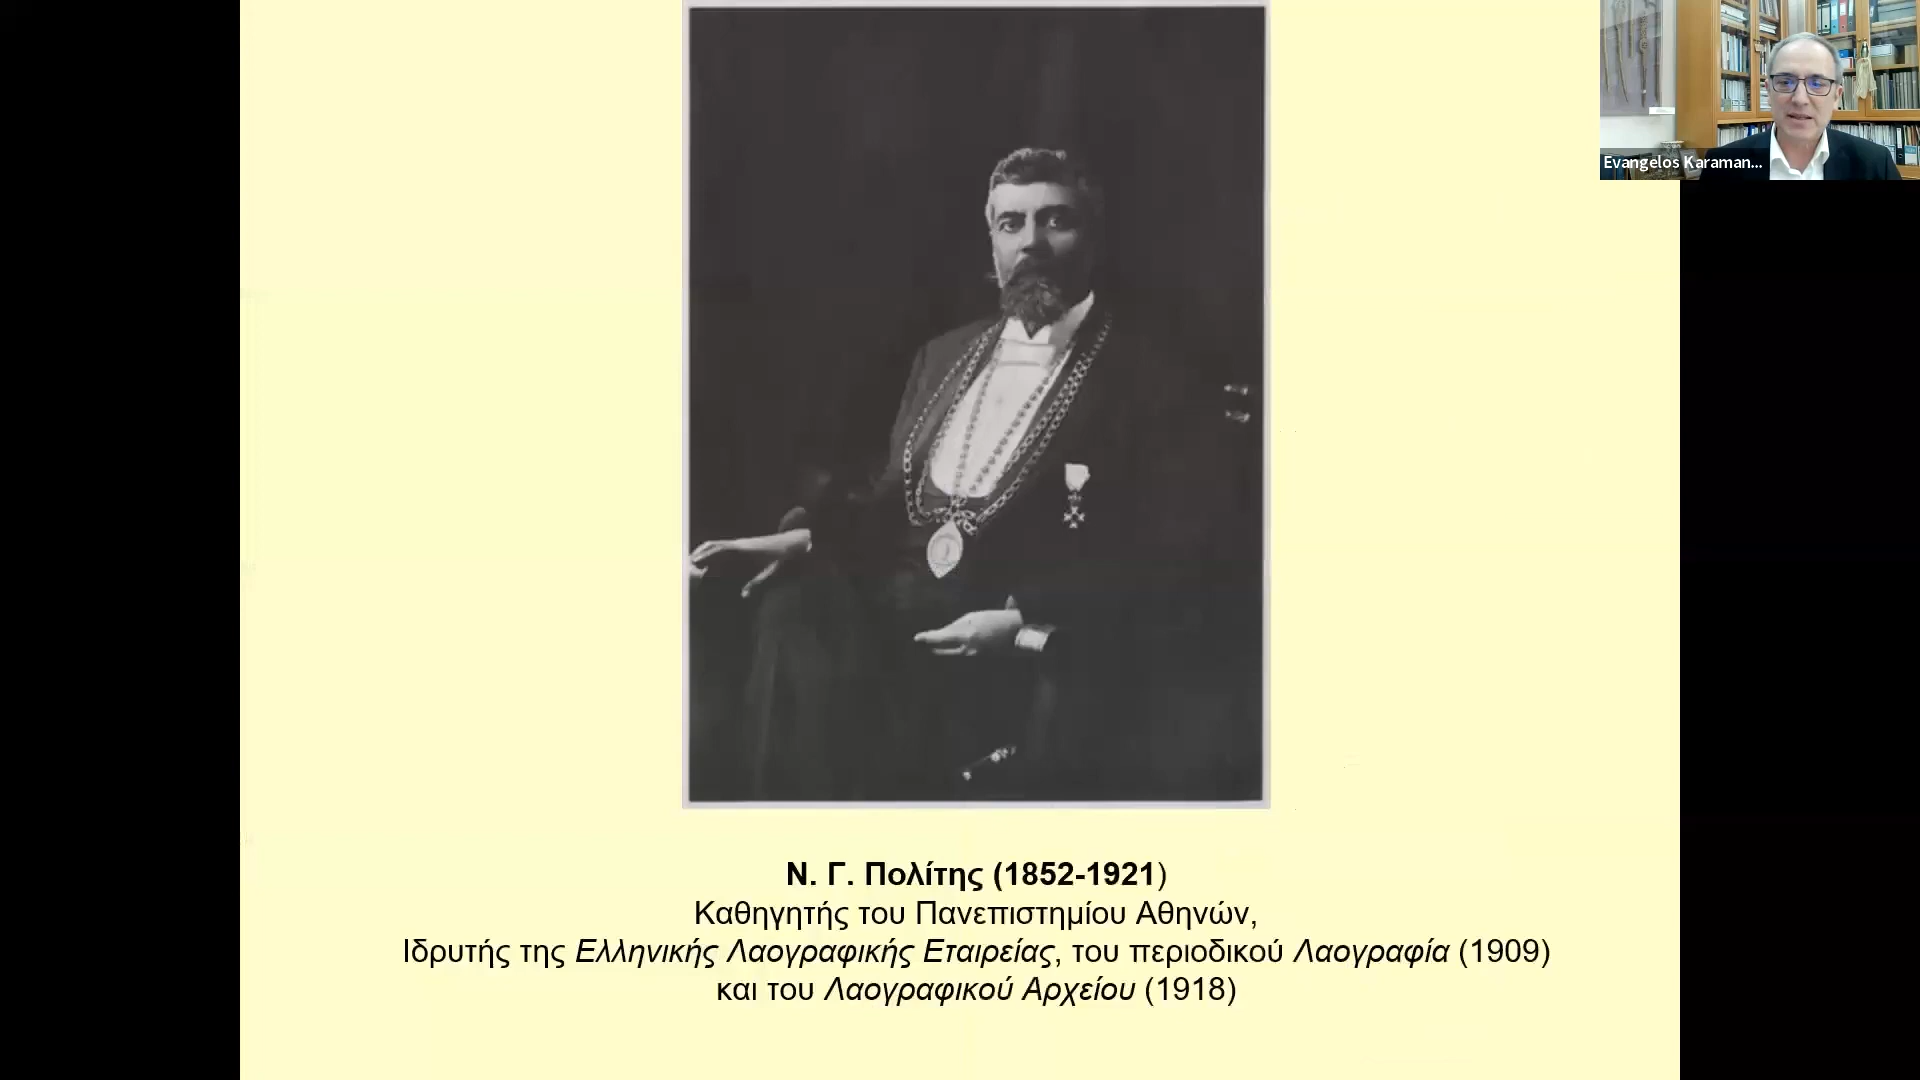 Evangelos Karaman...
Ν. Γ. Πολίτης (1852-1921)
Καθηγητής του Πανεπιστημίου Αθηνών,
Ιδρυτής της Ελληνικής Λαογραφικής Εταιρείας, του περιοδικού Λαογραφία (1909)
και του Λαογραφικού Αρχείου (1918)